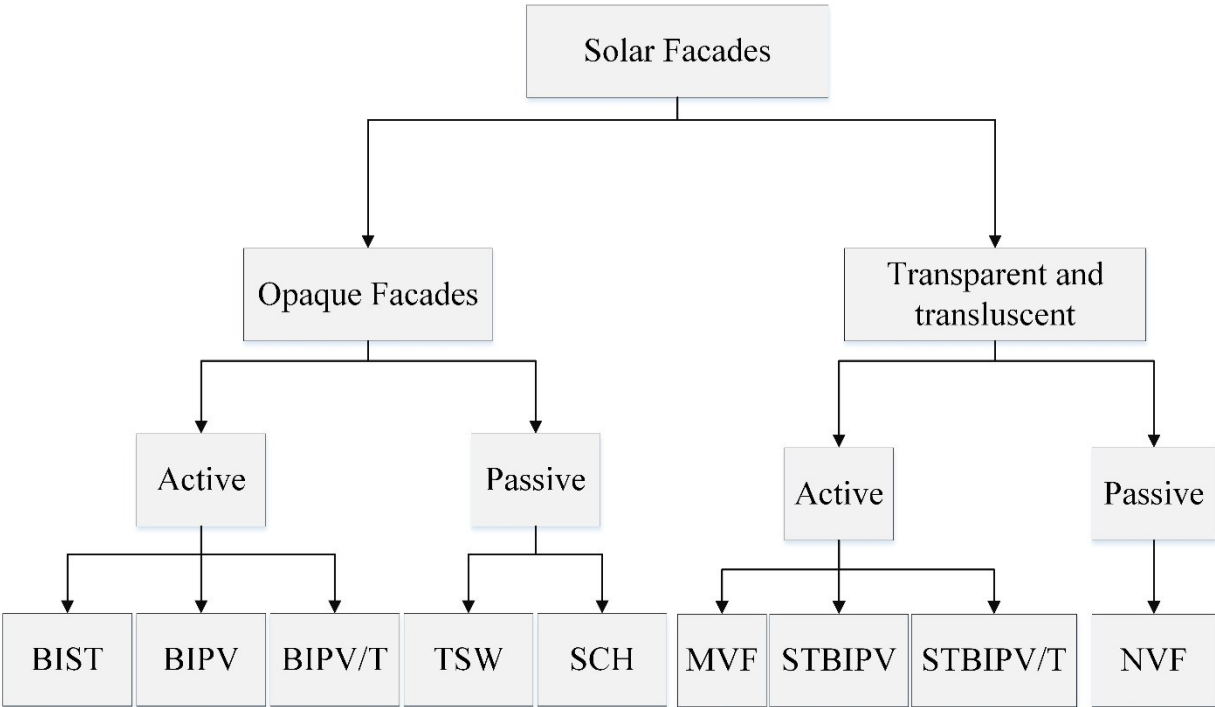 Solar Facades
Opaque Facades
Transparent and
transluscent
Active
Passive
Active
Passive
BIST
BIPV
BIPV/T
TSW
SCH
MVF
STBIPV
STBIPV/T
NVF